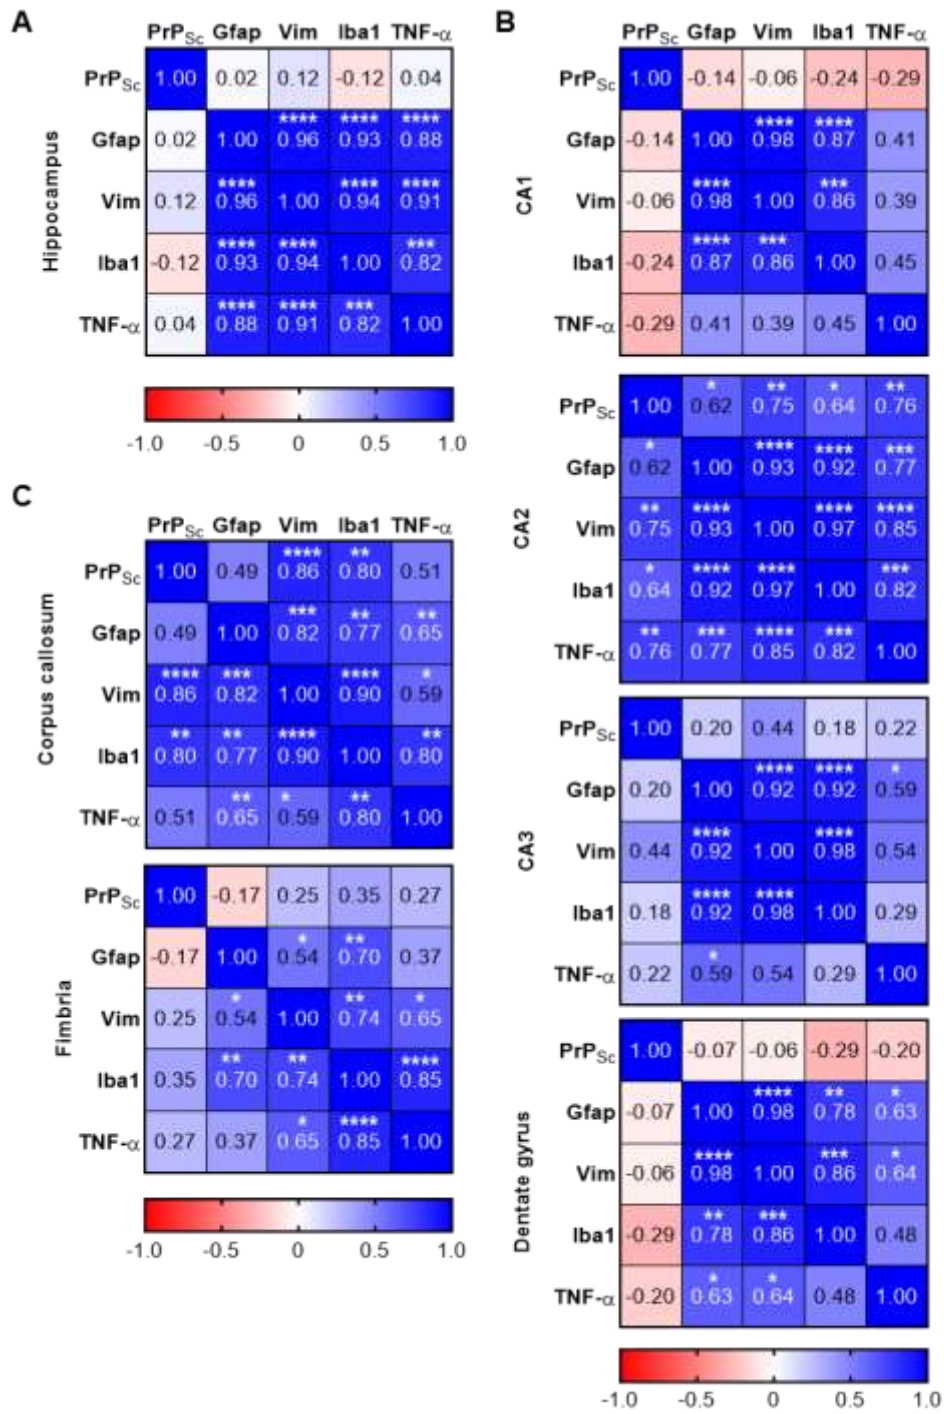 A
PrPSc Gfap Vim Iba1 TNF-α
Hippocampus
PrPSc 1.00 0.02 0.12 -0.12 0.04
**** **** ****
Gfap 0.02 1.00 0.96 0.93 0.88
**** **** ****
Vim 0.12 0.96 1.00 0.94 0.91
**** **** ***
Iba1 -0.12 0.93 0.94 1.00 0.82
**** **** ***
TNF-α 0.04 0.88 0.91 0.82 1.00
-1.0 -0.5 0 0.5 1.0
B
PrPSc Gfap Vim Iba1 TNF-α
CA1
PrPSc 1.00 -0.14 -0.06 -0.24 -0.29
**** ****
Gfap -0.14 1.00 0.98 0.87 0.41
**** ***
Vim -0.06 0.98 1.00 0.86 0.39
**** ***
Iba1 -0.24 0.87 0.86 1.00 0.45
TNF-α -0.29 0.41 0.39 0.45 1.00
CA2
* ** * **
PrPSc 1.00 0.62 0.75 0.64 0.76
* **** **** ***
Gfap 0.62 1.00 0.93 0.92 0.77
** **** **** ****
Vim 0.75 0.93 1.00 0.97 0.85
* **** **** ***
Iba1 0.64 0.92 0.97 1.00 0.82
** *** **** ***
TNF-α 0.76 0.77 0.85 0.82 1.00
CA3
PrPSc 1.00 0.20 0.44 0.18 0.22
**** **** *
Gfap 0.20 1.00 0.92 0.92 0.59
**** ****
Vim 0.44 0.92 1.00 0.98 0.54
**** ****
Iba1 0.18 0.92 0.98 1.00 0.29
*
TNF-α 0.22 0.59 0.54 0.29 1.00
Dentate gyrus
PrPSc 1.00 -0.07 -0.06 -0.29 -0.20
**** ** *
Gfap -0.07 1.00 0.98 0.78 0.63
**** *** *
Vim -0.06 0.98 1.00 0.86 0.64
** ***
Iba1 -0.29 0.78 0.86 1.00 0.48
* *
TNF-α -0.20 0.63 0.64 0.48 1.00
-1.0 -0.5 0 0.5 1.0
C
PrPSc Gfap Vim Iba1 TNF-α
Corpus callosum
**** **
PrPSc 1.00 0.49 0.86 0.80 0.51
*** ** **
Gfap 0.49 1.00 0.82 0.77 0.65
**** *** **** *
Vim 0.86 0.82 1.00 0.90 0.59
** ** **** **
Iba1 0.80 0.77 0.90 1.00 0.80
** * **
TNF-α 0.51 0.65 0.59 0.80 1.00
Fimbria
PrPSc 1.00 -0.17 0.25 0.35 0.27
* **
Gfap -0.17 1.00 0.54 0.70 0.37
* ** *
Vim 0.25 0.54 1.00 0.74 0.65
** ** ****
Iba1 0.35 0.70 0.74 1.00 0.85
* ****
TNF-α 0.27 0.37 0.65 0.85 1.00
-1.0 -0.5 0 0.5 1.0